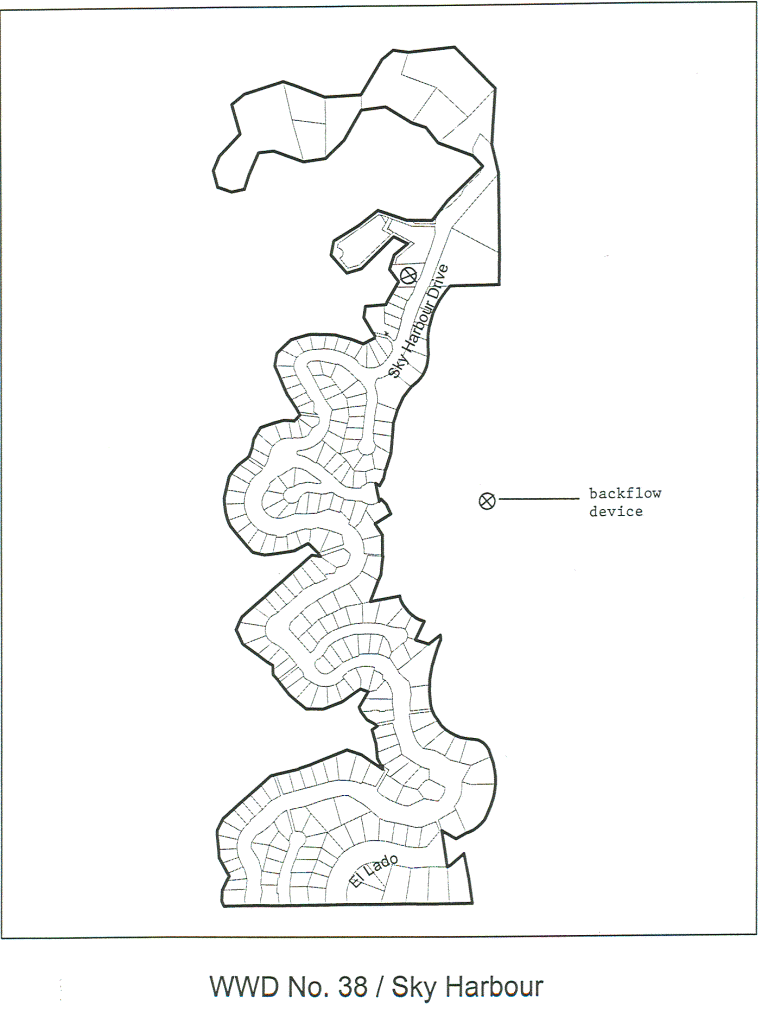 Sky Harbour Drive
backflow
device
El Lado
WWD No. 38 / Sky Harbour